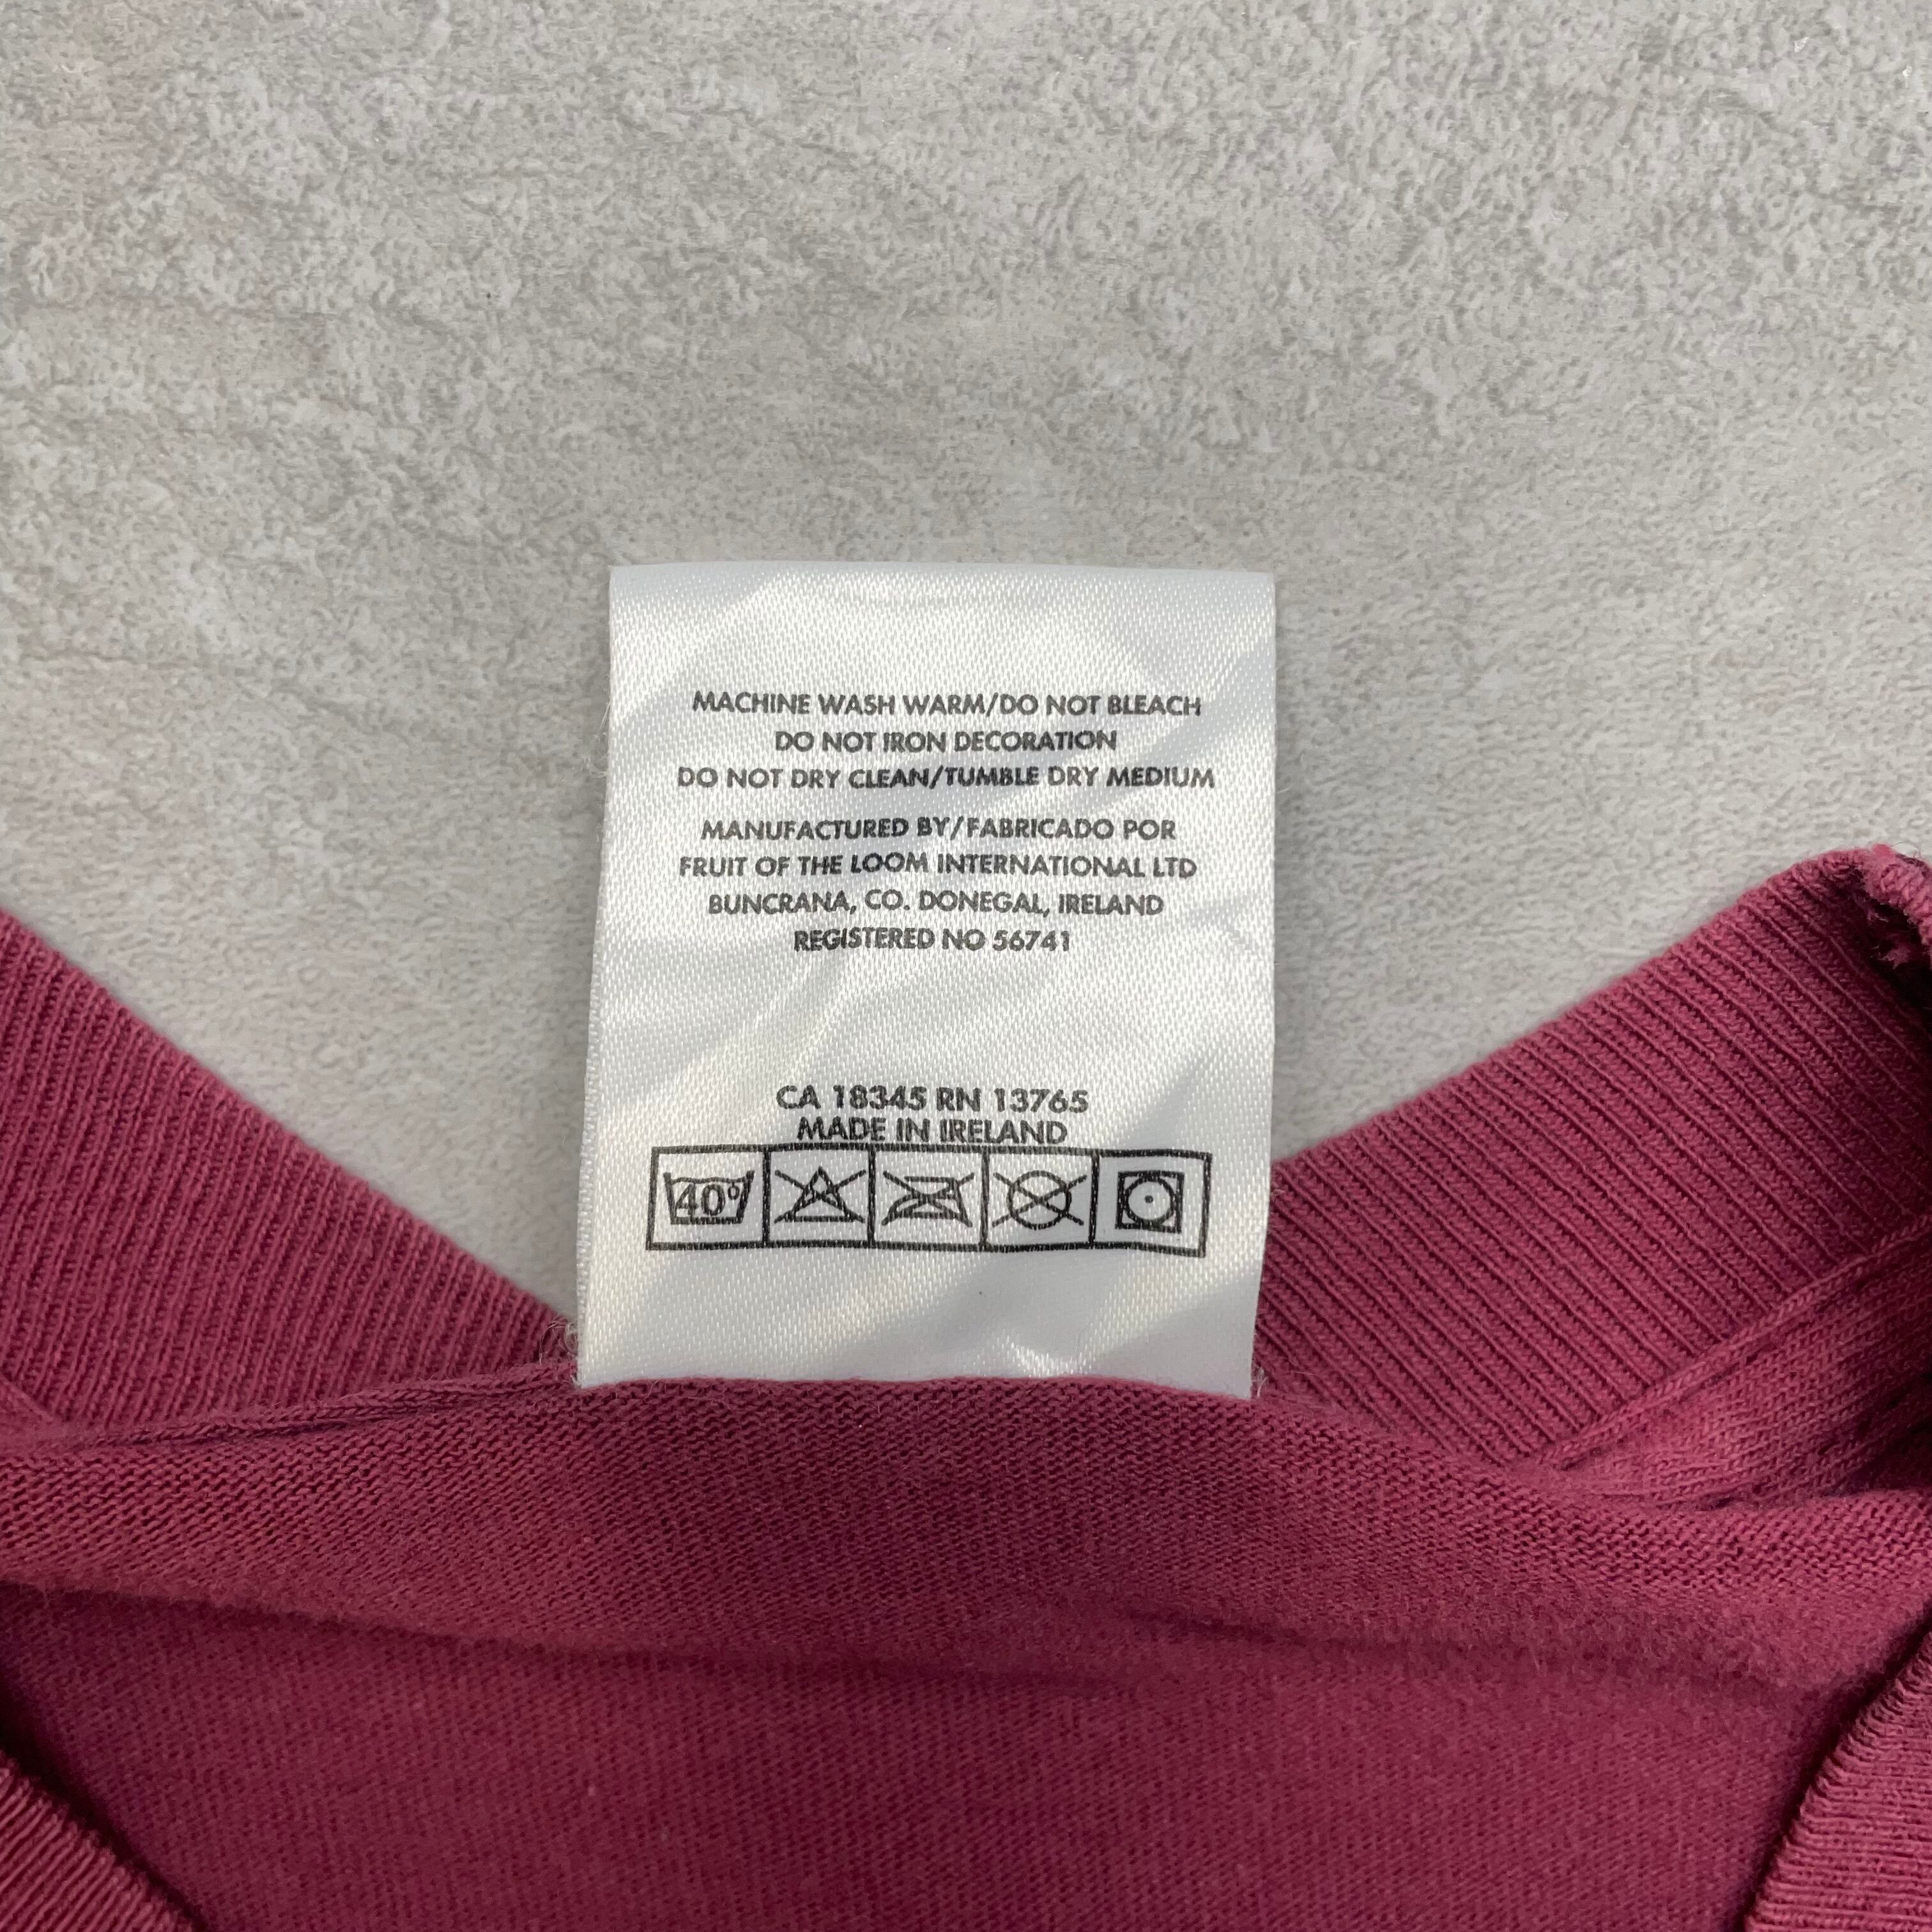 MACHINE WASH WARM/DO NOT BLEACH
DO NOT IRON DECORATION
DO NOT DRY CLEAN/TUMBLE DRY MEDIUM
MANUFACTURED BY/FABRICADO POR
FRUIT OF THE LOOM INTERNATIONAL LTD
BUNCRANA, CO. DONEGAL, IRELAND
REGISTERED NO 56741
CA 18345 RN 13765
MADE IN IRELAND
40°